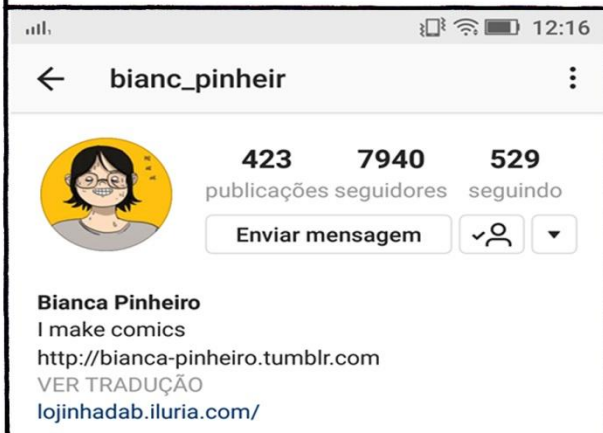 12:16
bianc_pinheir
423 7940 529
publicações seguidores seguindo
Enviar mensagem
Bianca Pinheiro
I make comics
http://bianca-pinheiro.tumblr.com
VER TRADUÇÃO
lojinhadab.iluria.com/